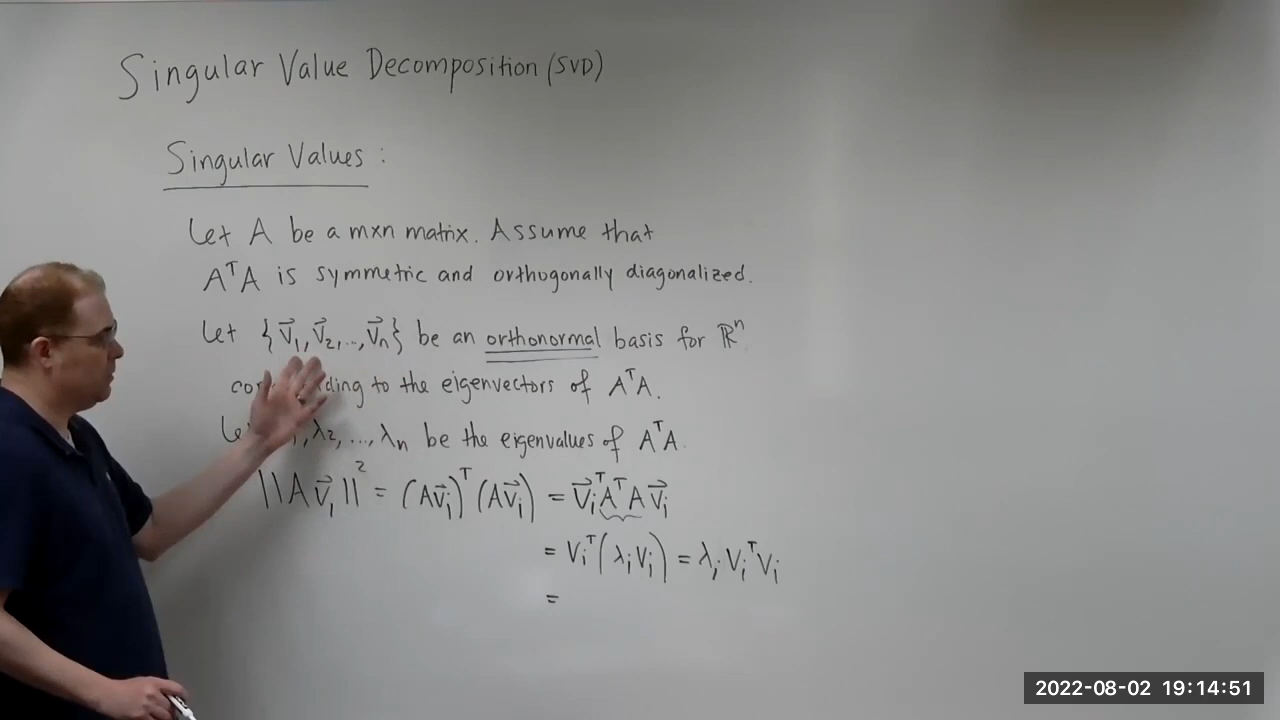 Singular Value Decomposition (SVD)
Singular Values :
Let A be a mxn matrix. Assume that
AᵀA is symmetric and orthogonally diagonalized.
Let {v⃗₁, v⃗₂, ..., v⃗ₙ} be an orthonormal basis for ℝⁿ
to the eigenvectors of AᵀA.
λ₂, ..., λₙ be the eigenvalues of AᵀA.
||Av⃗ᵢ||² = (Av⃗ᵢ)ᵀ(Av⃗ᵢ) = v⃗ᵢᵀAᵀAv⃗ᵢ
= vᵢᵀ(λᵢvᵢ) = λᵢvᵢᵀvᵢ
=
2022-08-02 19:14:51